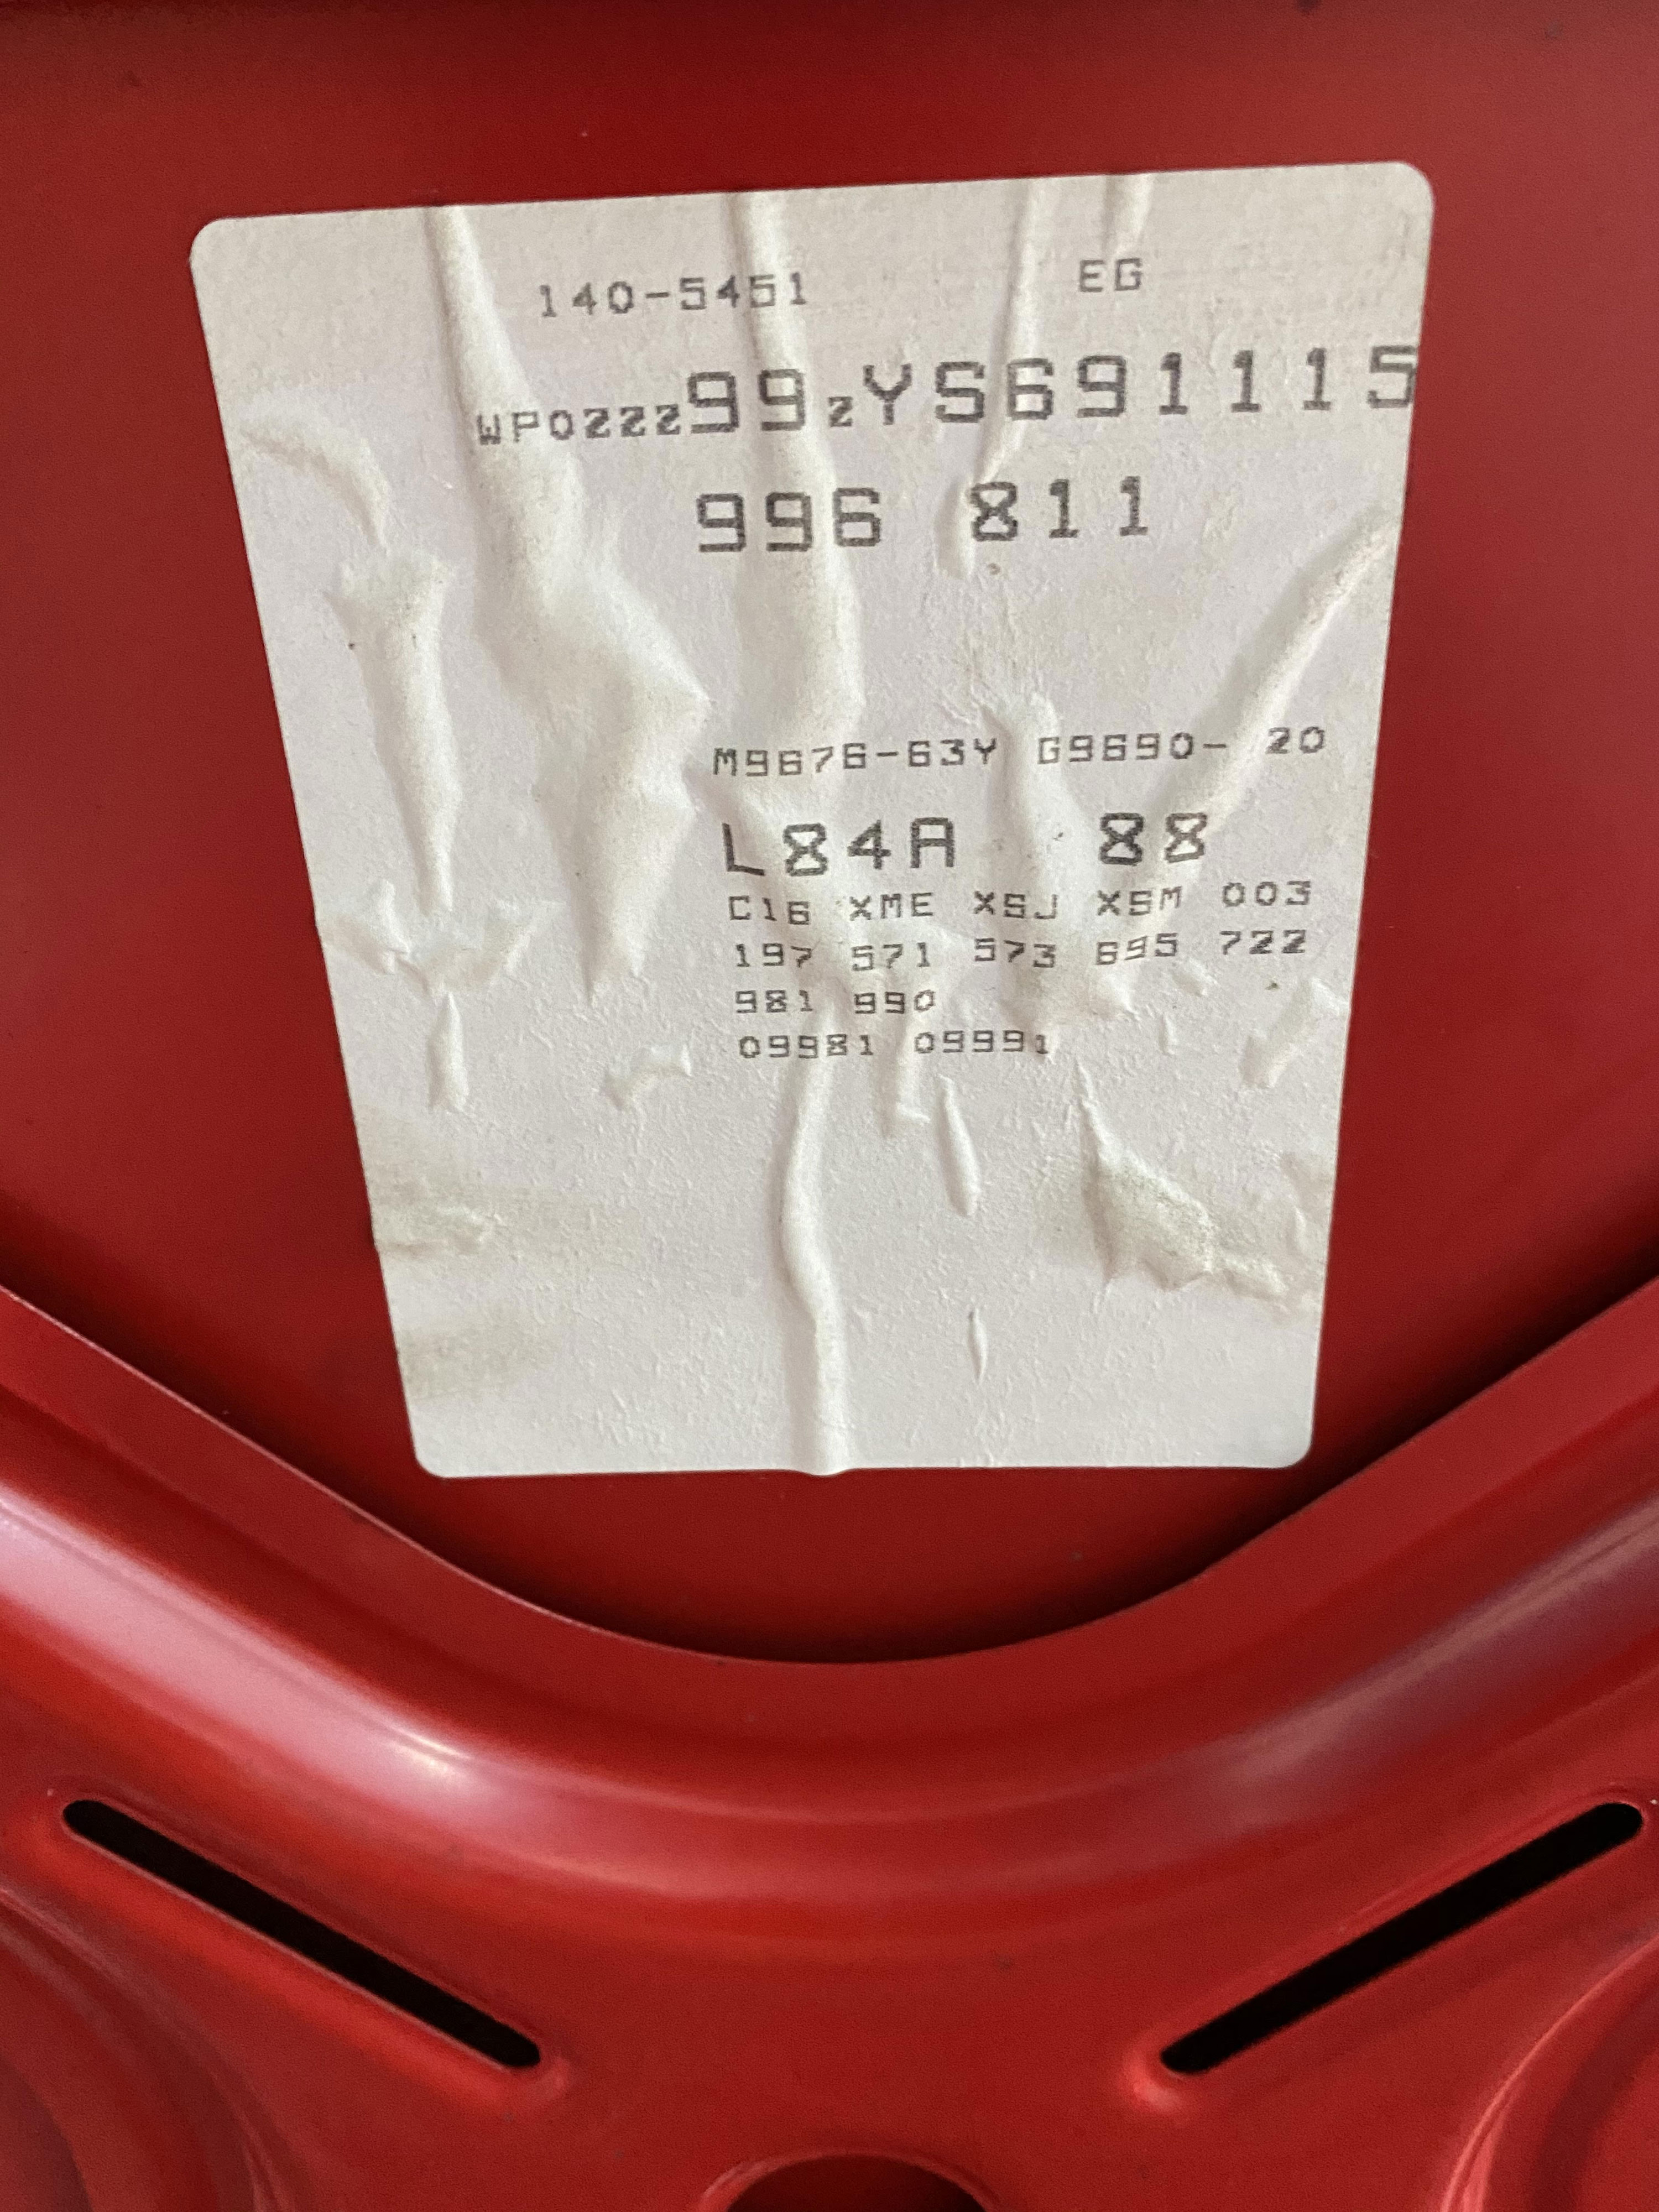 140-5451 EG
WP0ZZZ99ZYS691115
996 811
M9676-63Y G9690- 20
L84A 88
C16 XME XSJ XSM 003
197 571 573 695 722
981 990
09981 09991